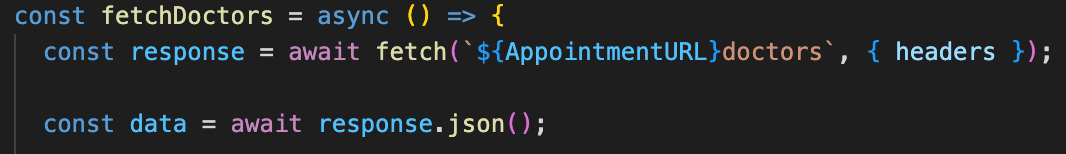 const fetchDoctors = async () => {
const response = await fetch(`${AppointmentURL}doctors`, { headers });
const data = await response.json();